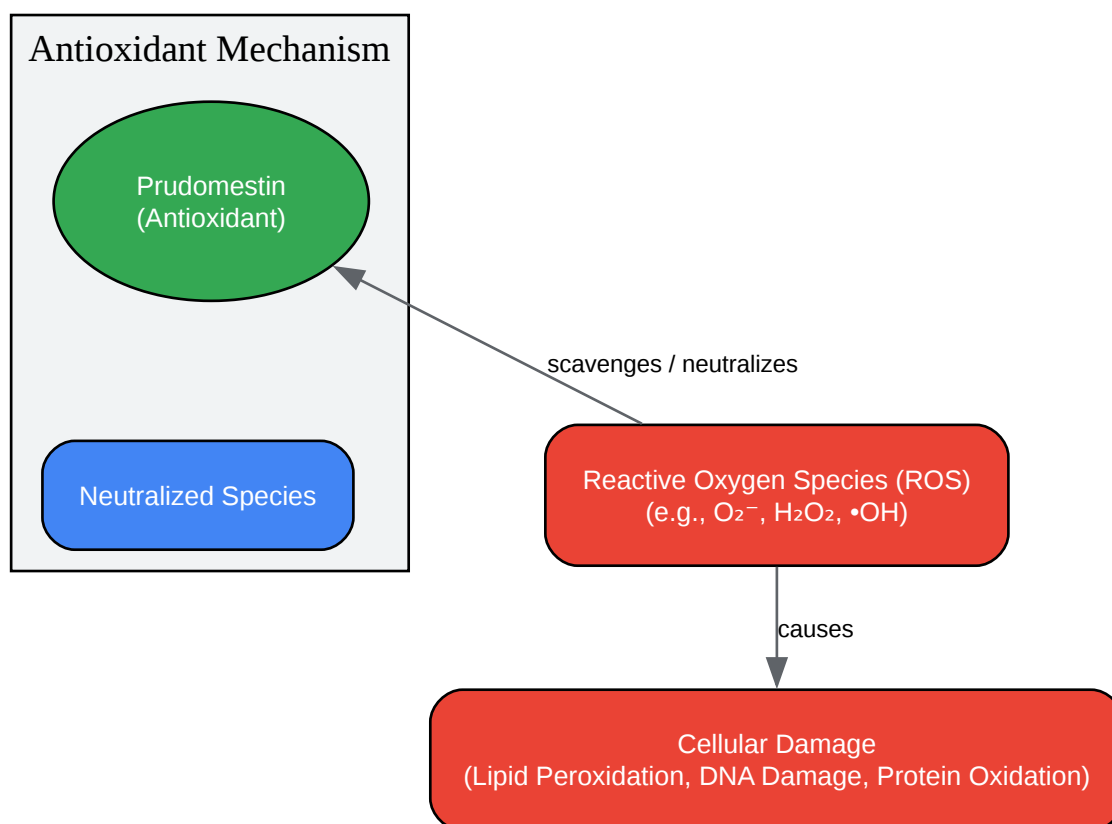 Antioxidant Mechanism
Prudomestin
(Antioxidant)
scavenges / neutralizes
Neutralized Species
Reactive Oxygen Species (ROS)
(e.g., O₂⁻, H₂O₂, •OH)
causes
Cellular Damage
(Lipid Peroxidation, DNA Damage, Protein Oxidation)